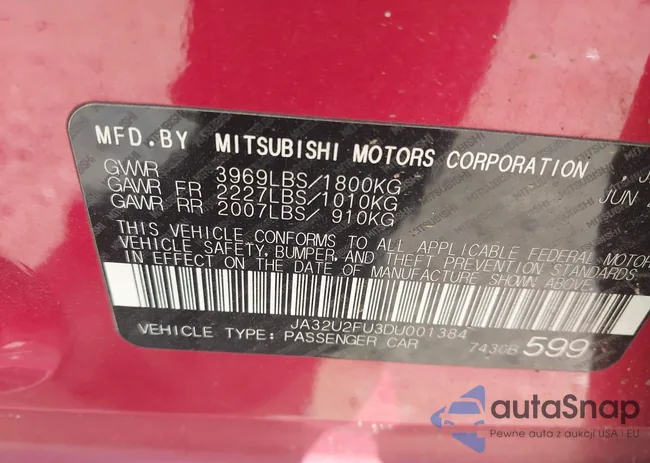 MFD.BY MITSUBISHI MOTORS CORPORATION
GVWR 3969LBS/1800KG JUN
GAWR FR 2227LBS/1010KG
GAWR RR 2007LBS/ 910KG
THIS VEHICLE CONFORMS TO ALL APPLICABLE FEDERAL MOTOR
VEHICLE SAFETY, BUMPER, AND THEFT PREVENTION STANDARDS
IN EFFECT ON THE DATE OF MANUFACTURE SHOWN ABOVE.
JA32U2FU3DU001384
VEHICLE TYPE: PASSENGER CAR 599
autaSnap
Pewne auta z aukcji USA i EU